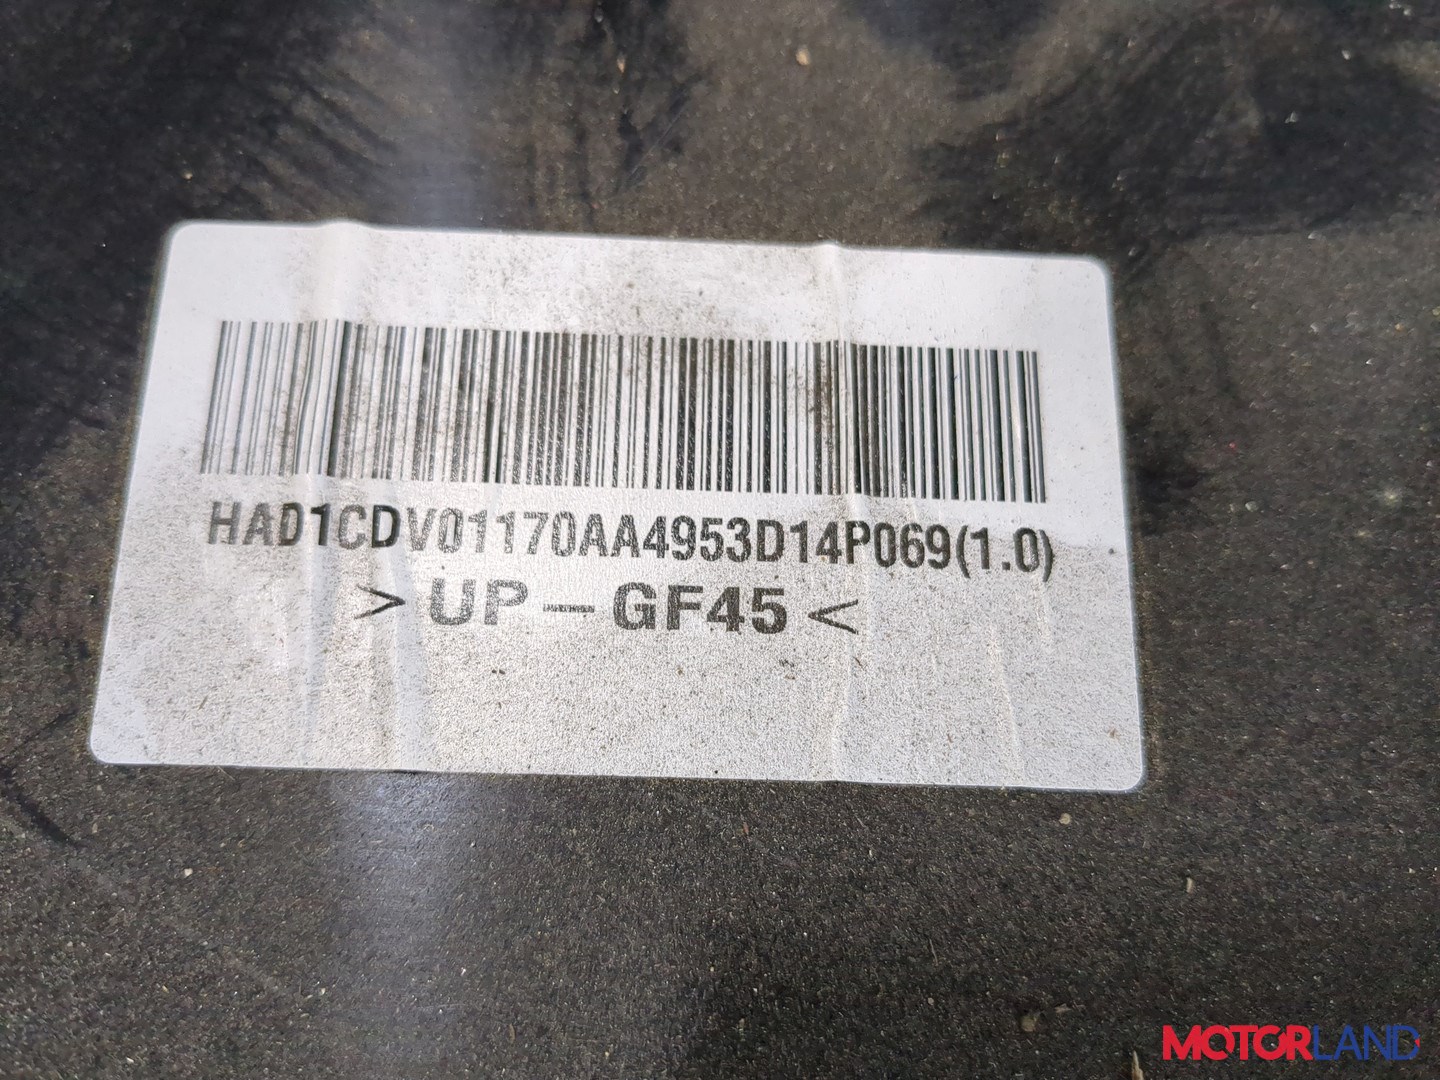 HAD1CDV01170AA4953D14P069(1.0)
>UP-GF45<
MOTORLAND